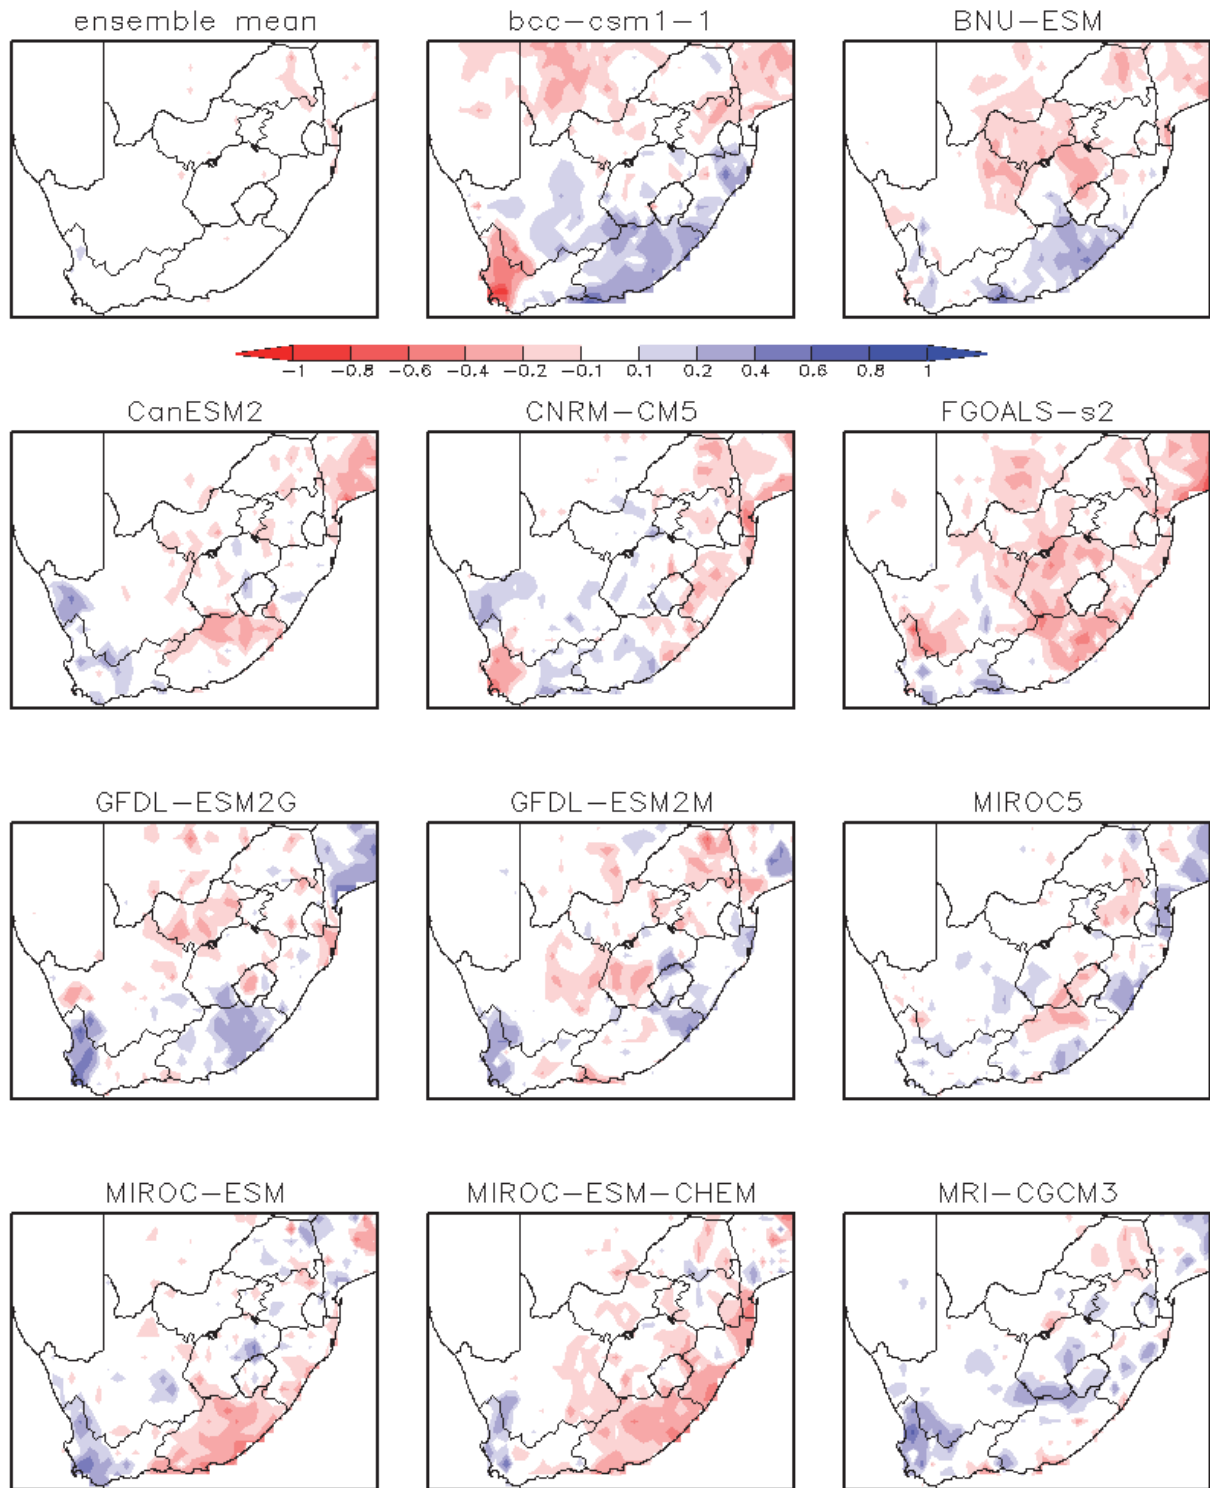 ensemble mean
bcc-csm1-1
BNU-ESM
-1 -0.8 -0.6 -0.4 -0.2 -0.1 0.1 0.2 0.4 0.6 0.8 1
CanESM2
CNRM-CM5
FGOALS-s2
GFDL-ESM2G
GFDL-ESM2M
MIROC5
MIROC-ESM
MIROC-ESM-CHEM
MRI-CGCM3